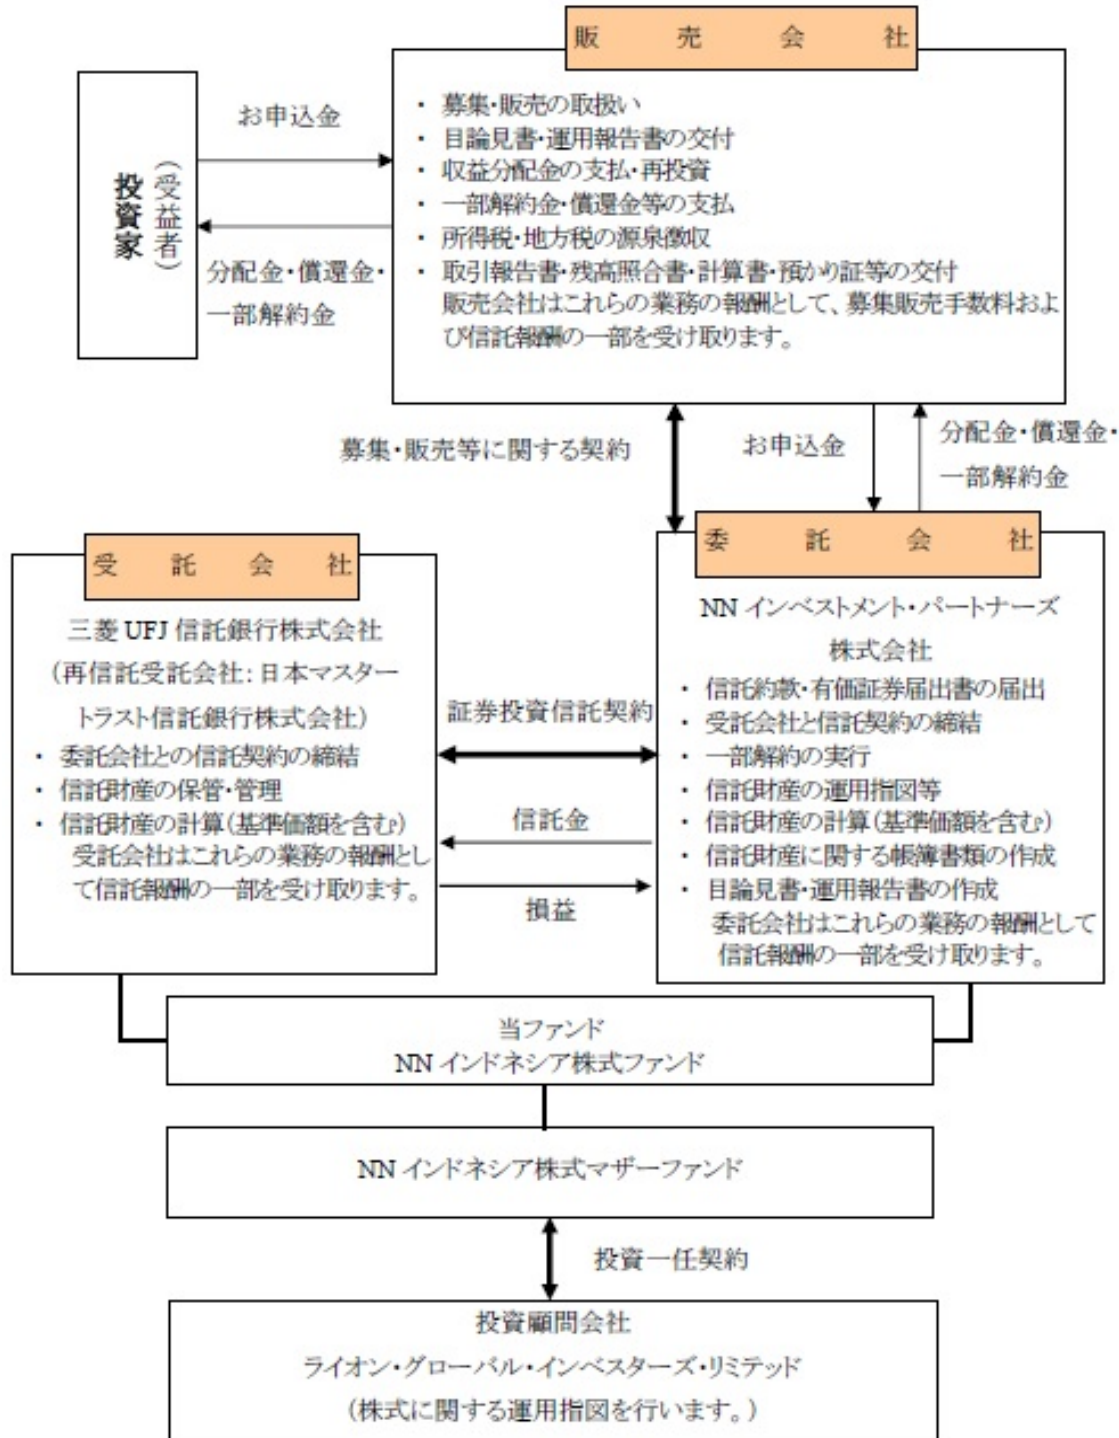 販売会社
・ 募集・販売の取扱い
・ 目論見書・運用報告書の交付
・ 収益分配金の支払・再投資
・ 一部解約金・償還金等の支払
・ 所得税・地方税の源泉徴収
・ 取引報告書・残高照合書・計算書・預かり証等の交付
販売会社はこれらの業務の報酬として、募集販売手数料およ
び信託報酬の一部を受け取ります。
投資家
（受益者）
お申込金
分配金・償還金・
一部解約金
募集・販売等に関する契約
お申込金
分配金・償還金・
一部解約金
受託会社
三菱 UFJ 信託銀行株式会社
（再信託受託会社：日本マスター
トラスト信託銀行株式会社）
・ 委託会社との信託契約の締結
・ 信託財産の保管・管理
・ 信託財産の計算（基準価額を含む）
受託会社はこれらの業務の報酬とし
て信託報酬の一部を受け取ります。
証券投資信託契約
信託金
損益
委託会社
NN インベストメント・パートナーズ
株式会社
・ 信託約款・有価証券届出書の届出
・ 受託会社と信託契約の締結
・ 一部解約の実行
・ 信託財産の運用指図等
・ 信託財産の計算（基準価額を含む）
・ 信託財産に関する帳簿書類の作成
・ 目論見書・運用報告書の作成
委託会社はこれらの業務の報酬として
信託報酬の一部を受け取ります。
当ファンド
NN インドネシア株式ファンド
NN インドネシア株式マザーファンド
投資一任契約
投資顧問会社
ライオン・グローバル・インベスターズ・リミテッド
（株式に関する運用指図を行います。）